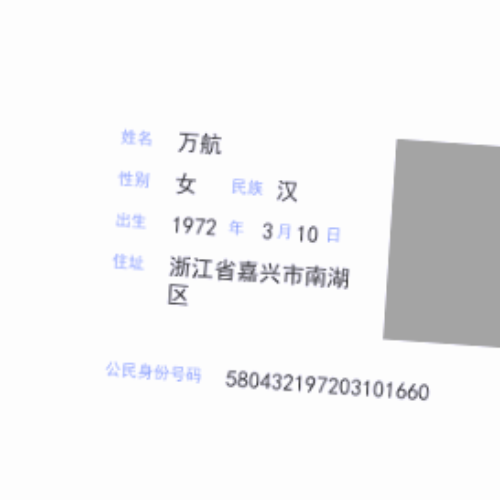 姓名 万航
性别 女 民族 汉
出生 1972 年 3 月 10 日
住址 浙江省嘉兴市南湖
区
公民身份号码 580432197203101660